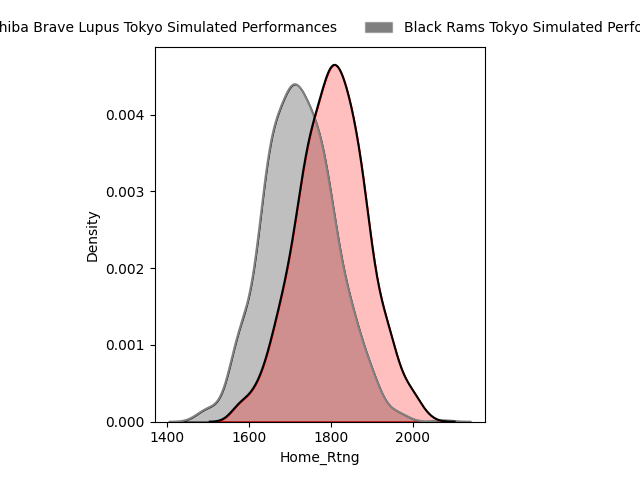 hiba Brave Lupus Tokyo Simulated Performances Black Rams Tokyo Simulated Perfo
0.004
0.003
0.002
0.001
0.000
Density
1400 1600 1800 2000
Home_Rtng